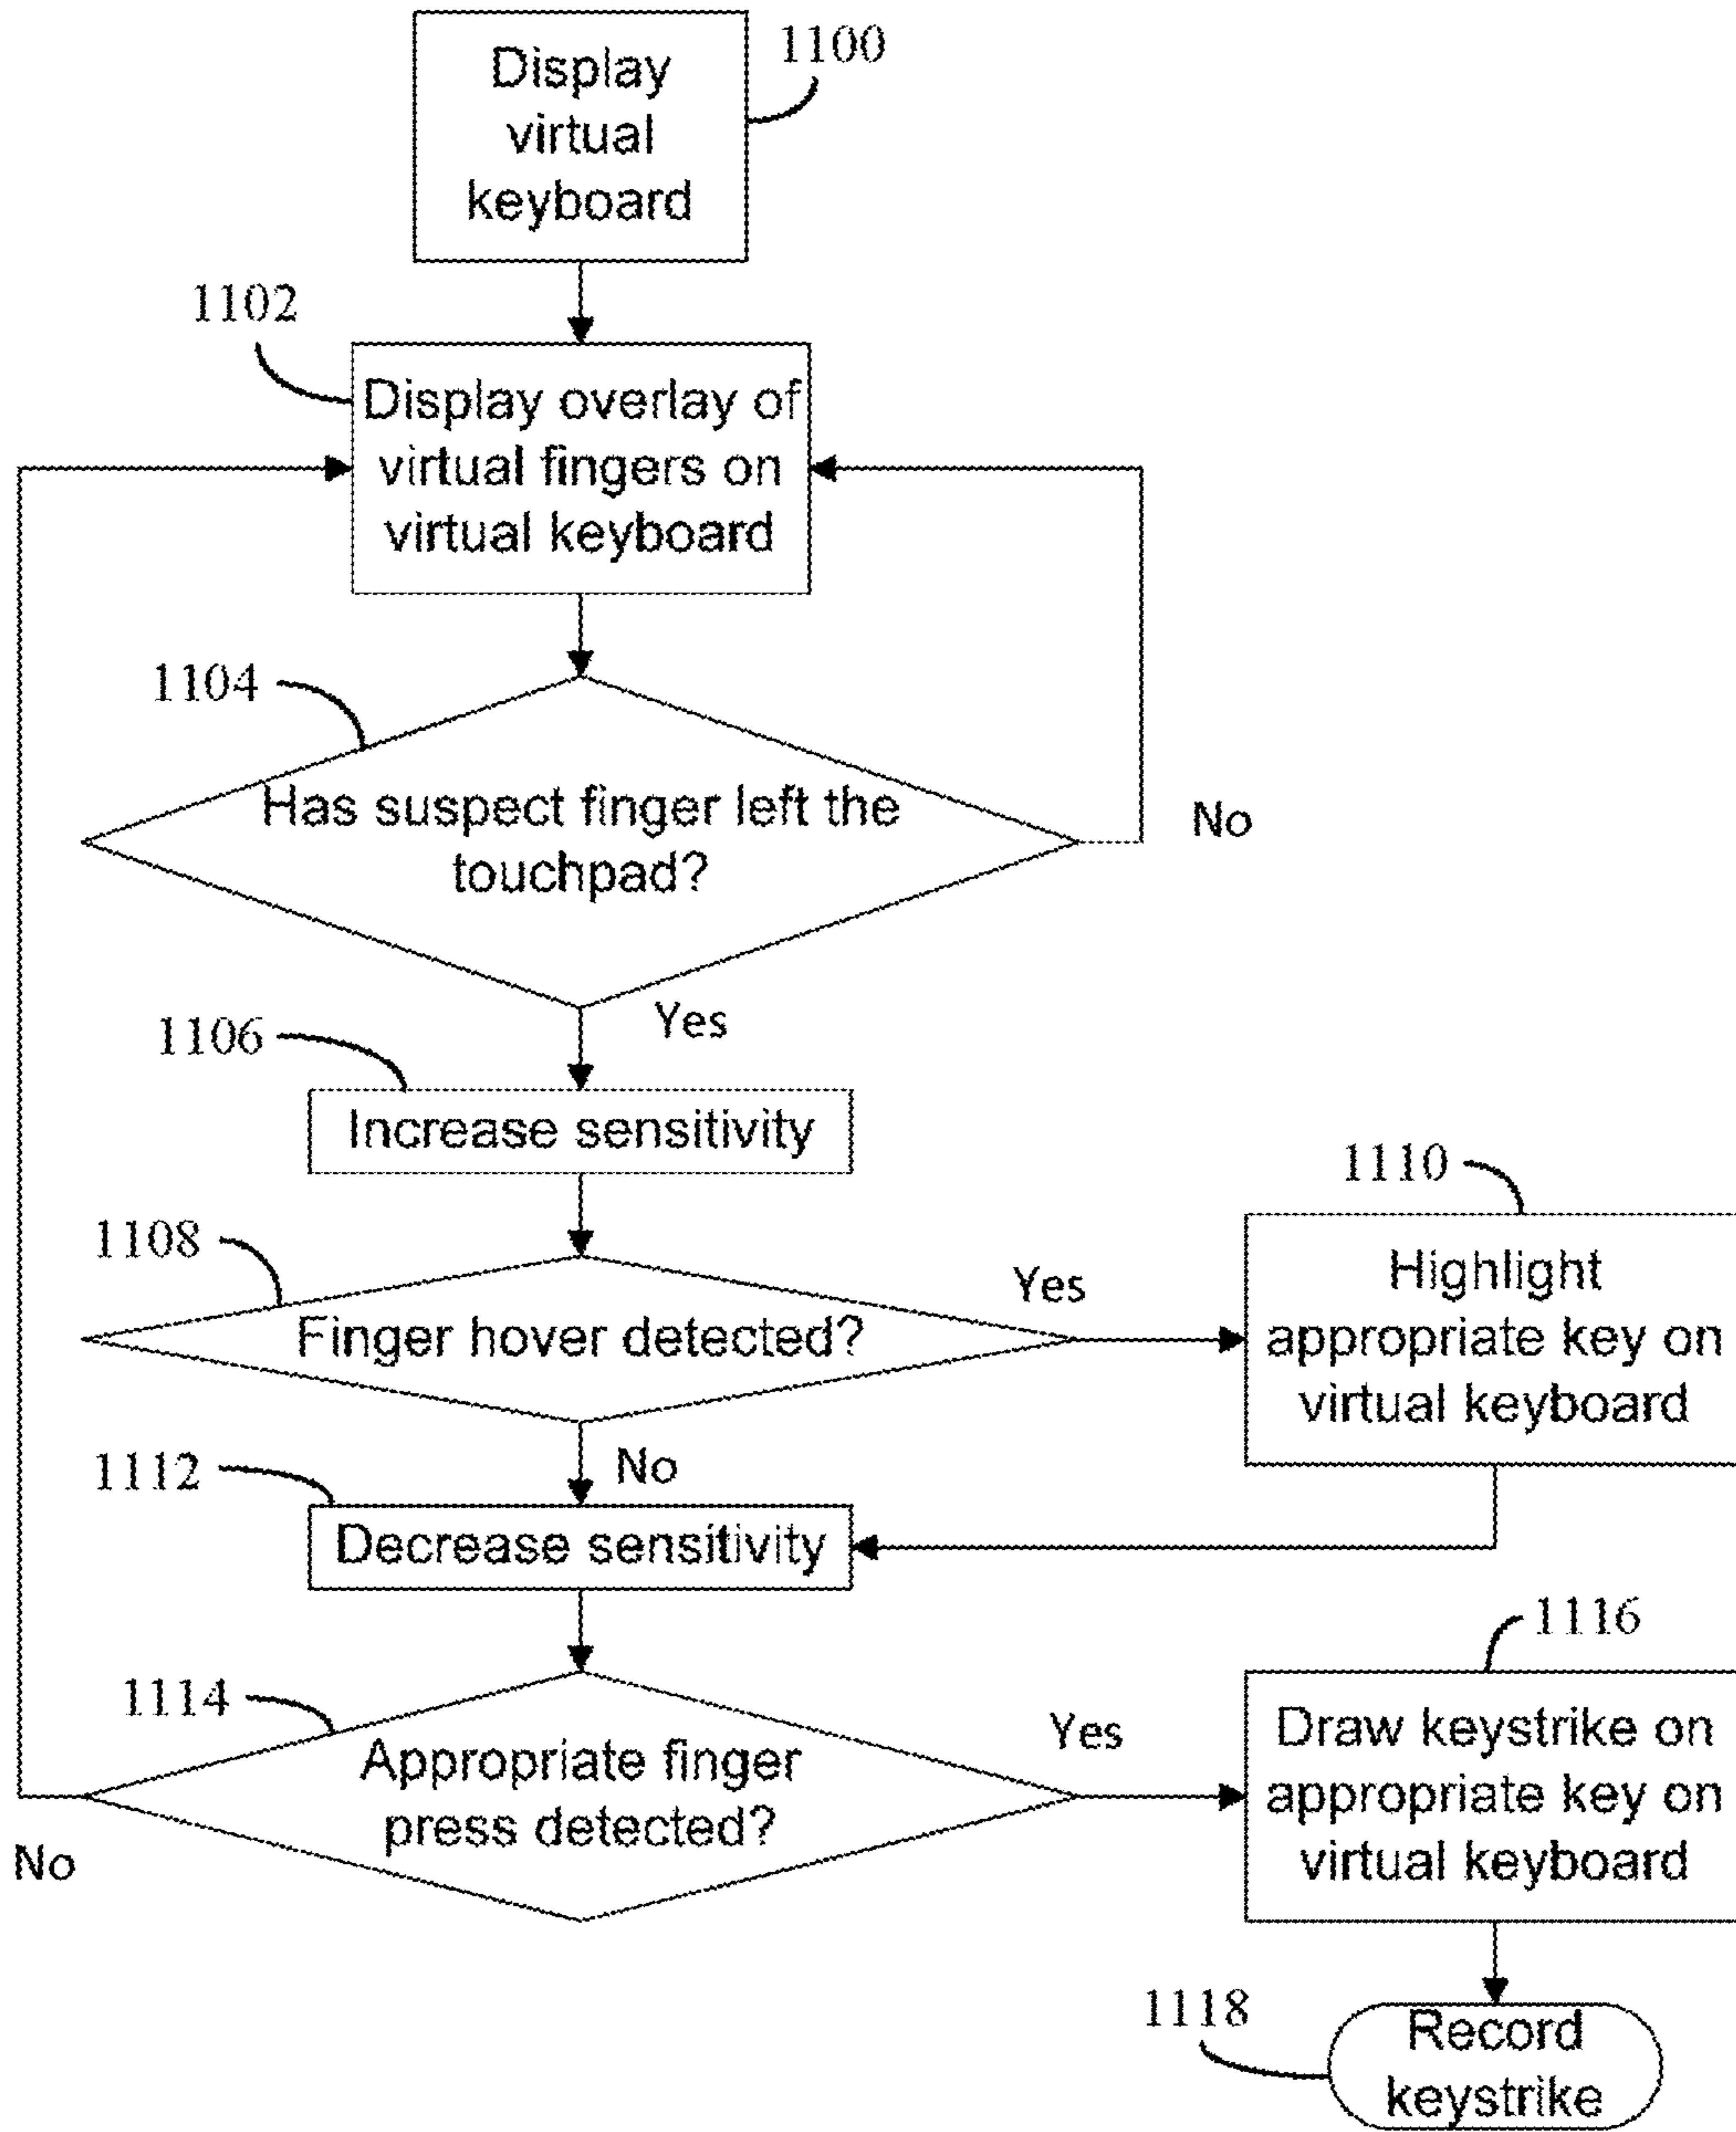 1100
Display
virtual
keyboard
1102
Display overlay of
virtual fingers on
virtual keyboard
1104
Has suspect finger left the
touchpad?
No
Yes
1106
Increase sensitivity
1110
1108
Finger hover detected?
Yes
Highlight
appropriate key on
virtual keyboard
No
1112
Decrease sensitivity
1116
1114
Appropriate finger
press detected?
Yes
Draw keystrike on
appropriate key on
virtual keyboard
No
1118
Record
keystrike